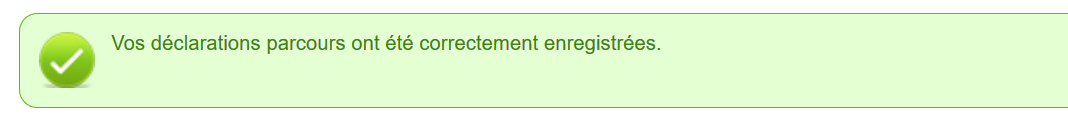 Vos déclarations parcours ont été correctement enregistrées.